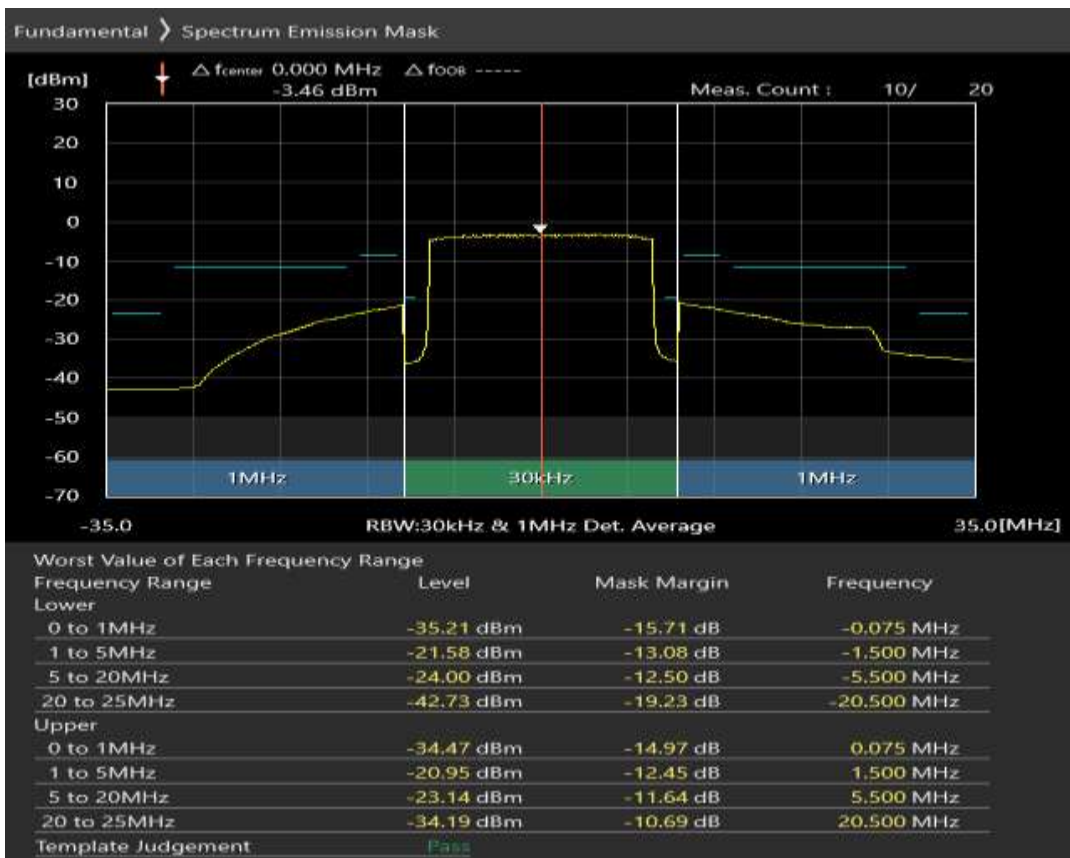 Fundamental 〉 Spectrum Emission Mask
[dBm] △ fcenter 0.000 MHz △ fOOB -----
-3.46 dBm Meas. Count : 10/ 20
30
20
10
0
-10
-20
-30
-40
-50
-60
1MHz 30kHz 1MHz
-70
-35.0 RBW:30kHz & 1MHz Det. Average 35.0[MHz]
Worst Value of Each Frequency Range
Frequency Range Level Mask Margin Frequency
Lower
0 to 1MHz -35.21 dBm -15.71 dB -0.075 MHz
1 to 5MHz -21.58 dBm -13.08 dB -1.500 MHz
5 to 20MHz -24.00 dBm -12.50 dB -5.500 MHz
20 to 25MHz -42.73 dBm -19.23 dB -20.500 MHz
Upper
0 to 1MHz -34.47 dBm -14.97 dB 0.075 MHz
1 to 5MHz -20.95 dBm -12.45 dB 1.500 MHz
5 to 20MHz -23.14 dBm -11.64 dB 5.500 MHz
20 to 25MHz -34.19 dBm -10.69 dB 20.500 MHz
Template Judgement Pass